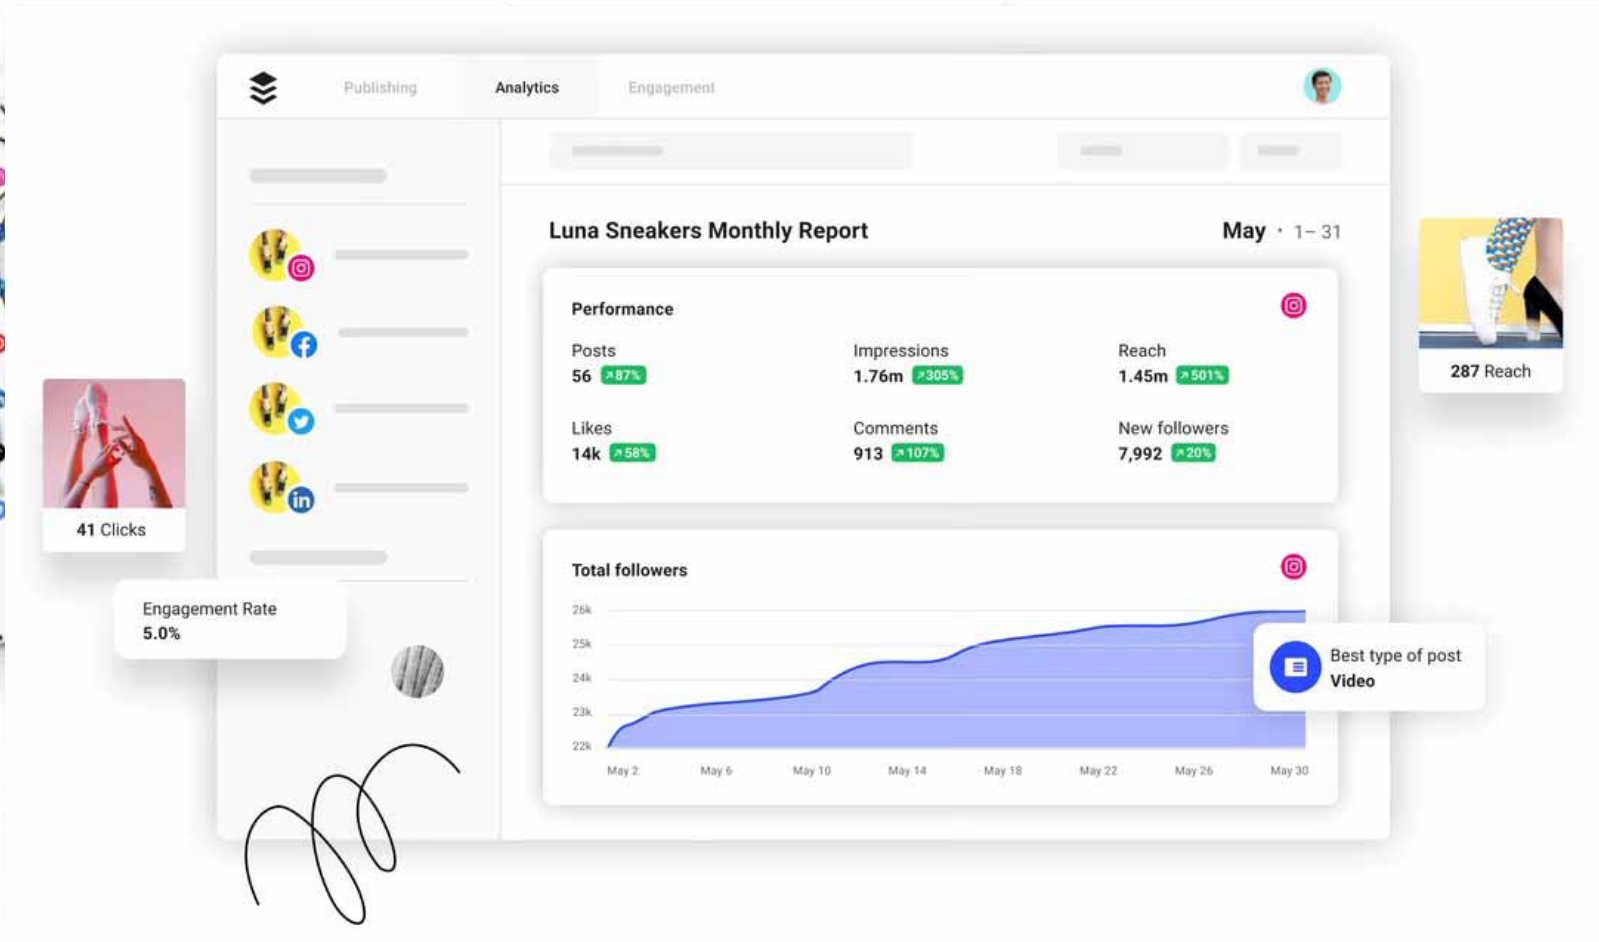 Publishing
Analytics
Engagement
Luna Sneakers Monthly Report
May · 1– 31
Performance
Posts
56 ↗87%
Impressions
1.76m ↗305%
Reach
1.45m ↗501%
Likes
14k ↗58%
Comments
913 ↗107%
New followers
7,992 ↗20%
287 Reach
41 Clicks
Engagement Rate
5.0%
Total followers
26k
25k
24k
23k
22k
May 2 May 6 May 10 May 14 May 18 May 22 May 26 May 30
Best type of post
Video